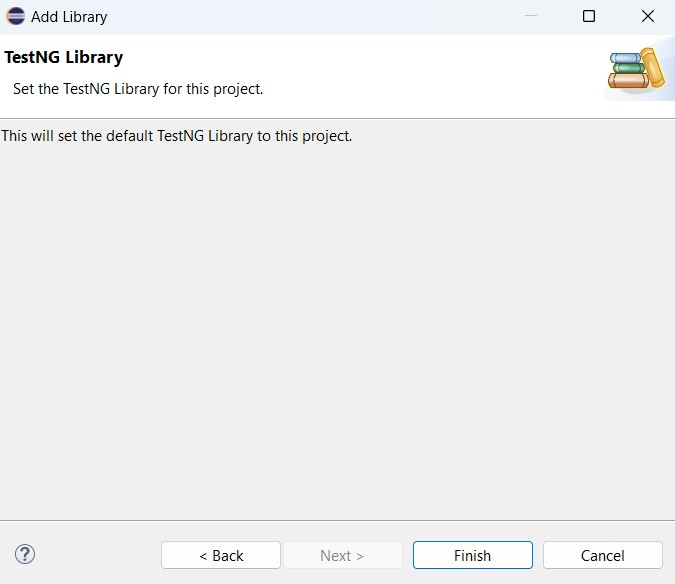 Add Library
TestNG Library
Set the TestNG Library for this project.
This will set the default TestNG Library to this project.
?
< Back
Next >
Finish
Cancel